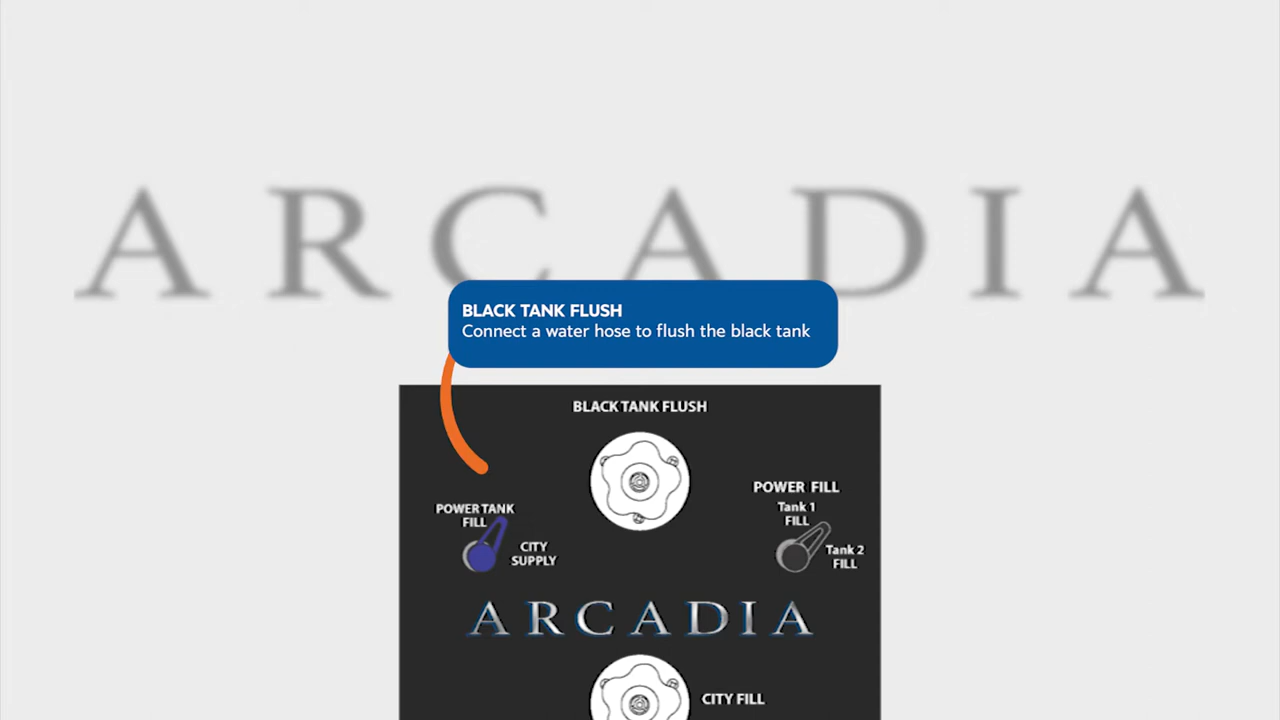 ARCADIA
BLACK TANK FLUSH
Connect a water hose to flush the black tank
BLACK TANK FLUSH
POWER TANK
FILL
CITY
SUPPLY
POWER FILL
Tank 1
FILL
Tank 2
FILL
ARCADIA
CITY FILL